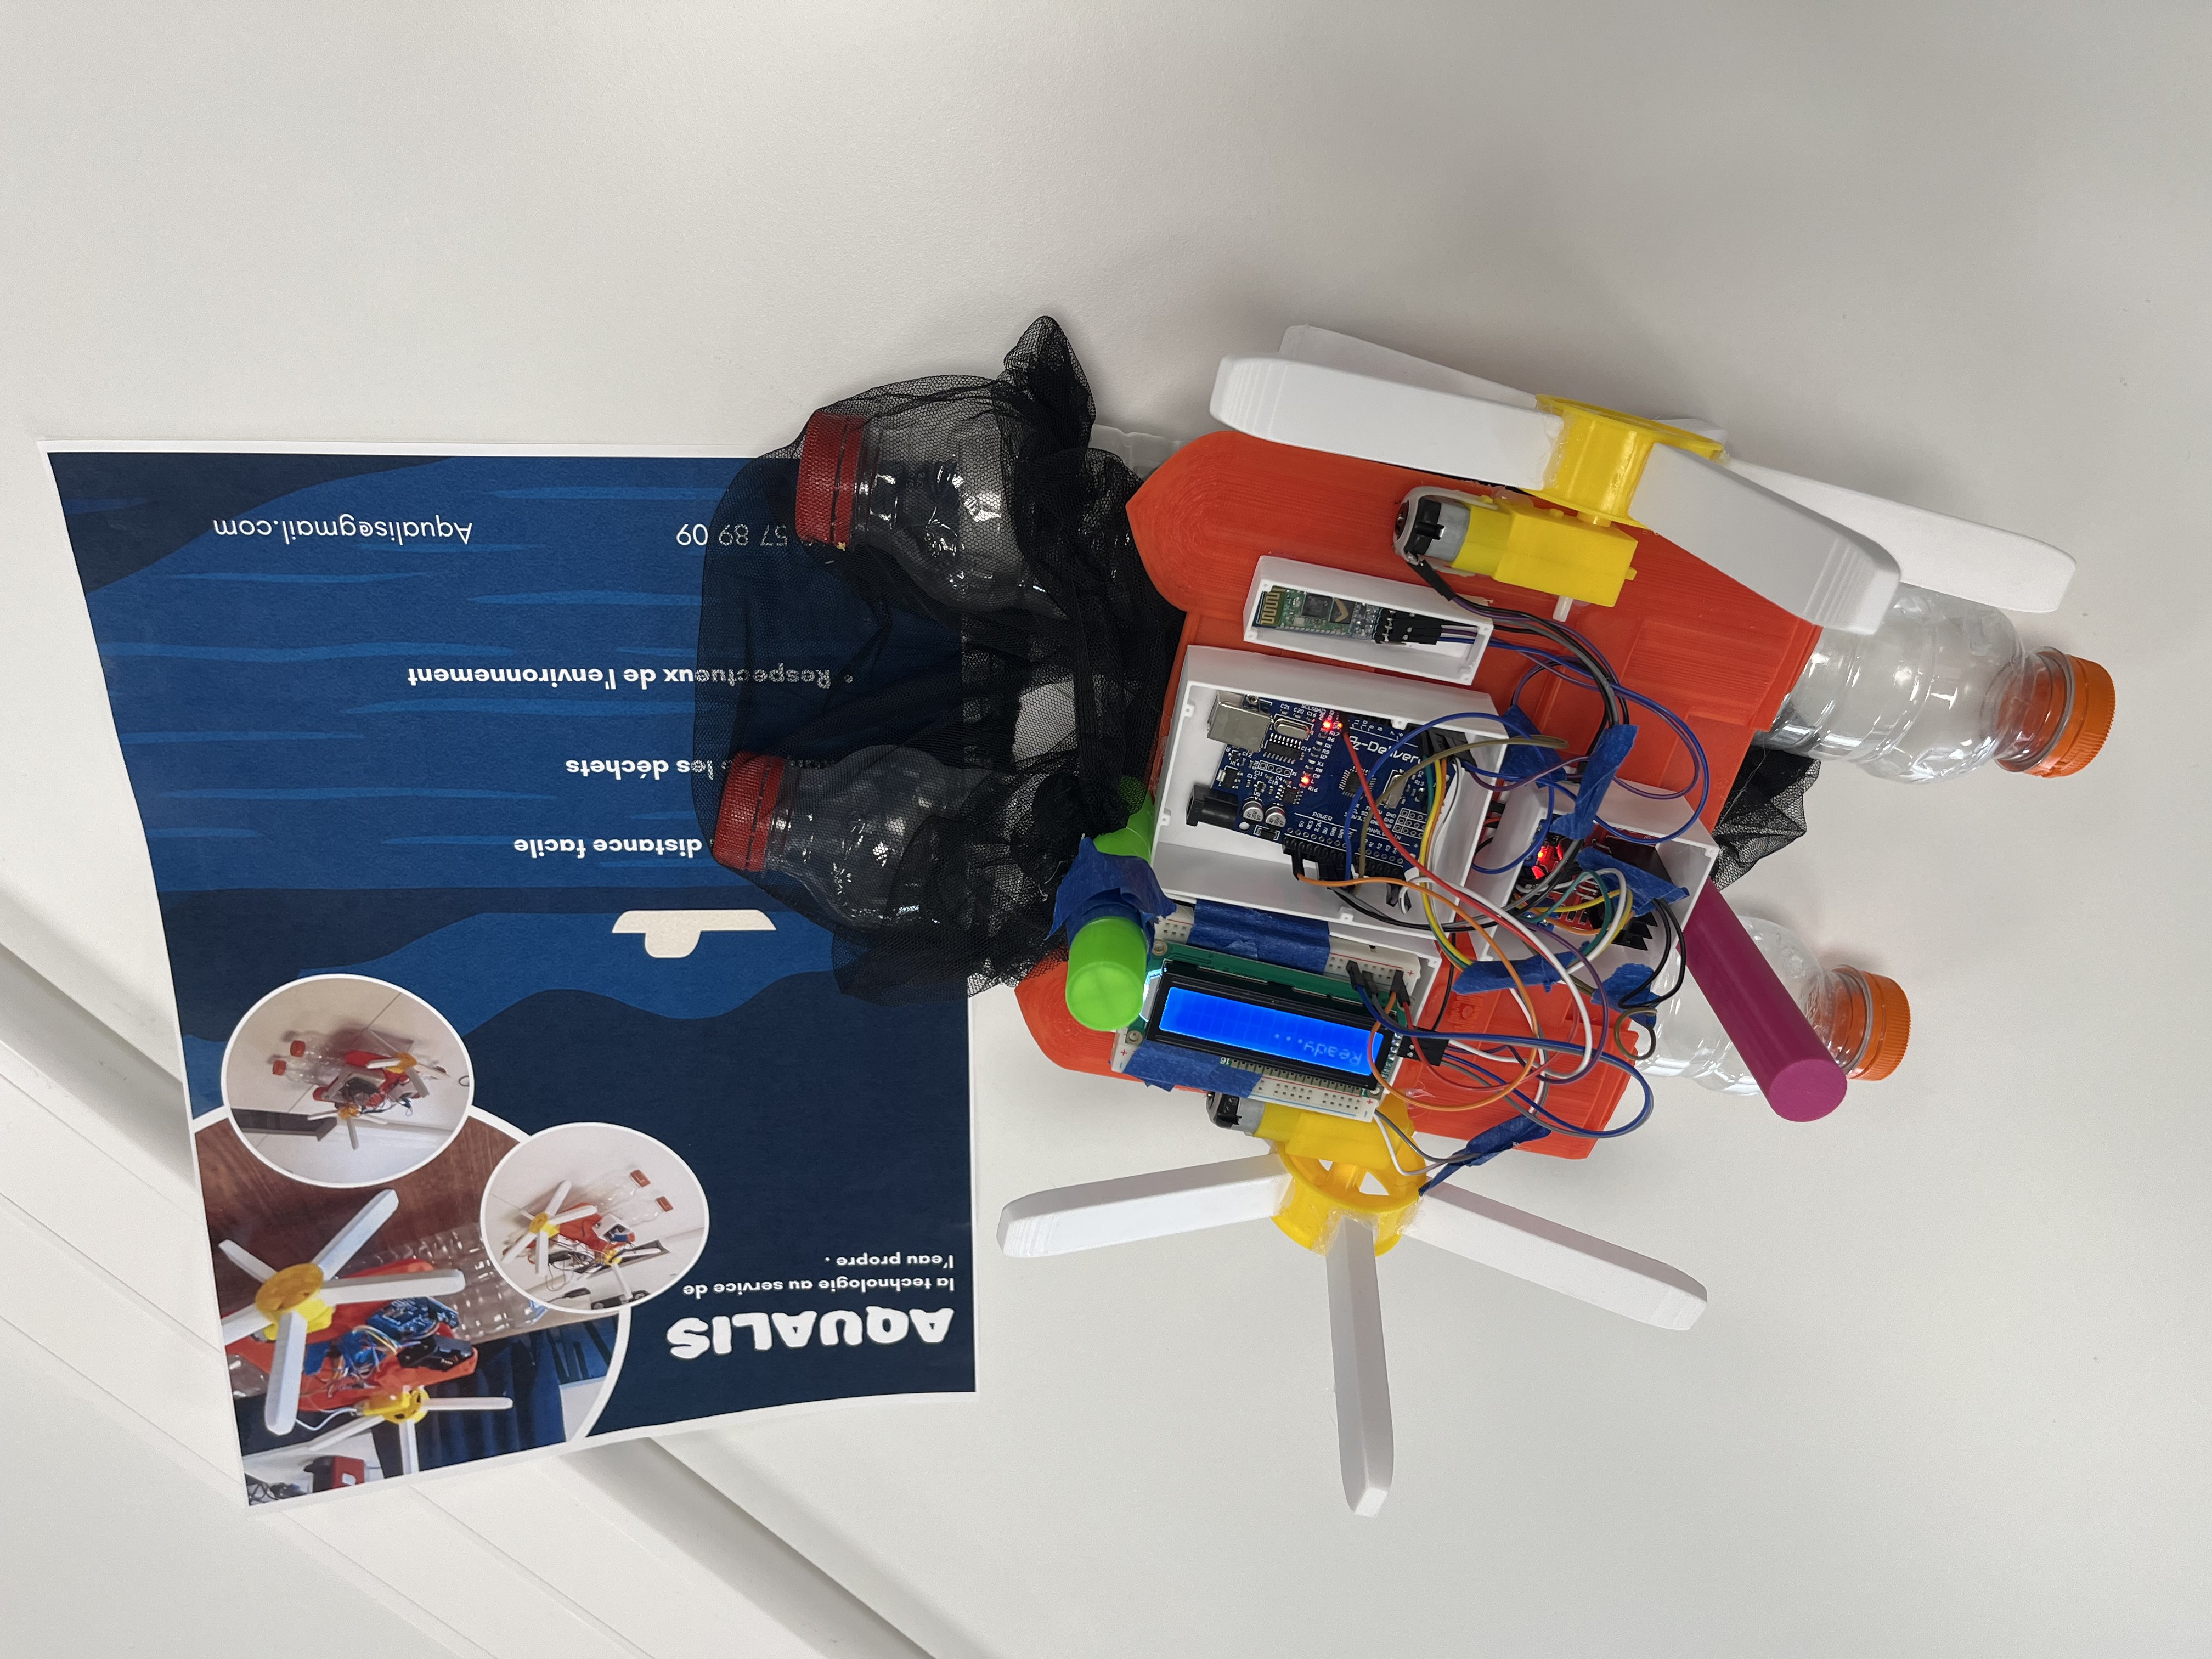 AQUALIS
la technologie au service de
l'eau propre .
Ready...
16
distance facile
les déchets
• Respectueux de l'environnement
57 89 09
Aqualis@gmail.com
POWER